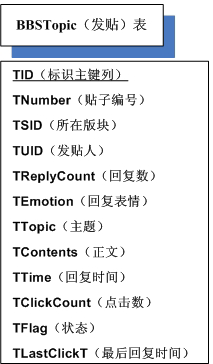 BBSTopic（发贴）表
TID（标识主键列）
TNumber（贴子编号）
TSID（所在版块）
TUID（发贴人）
TReplyCount（回复数）
TEmotion（回复表情）
TTopic（主题）
TContents（正文）
TTime（回复时间）
TClickCount（点击数）
TFlag（状态）
TLastClickT（最后回复时间）